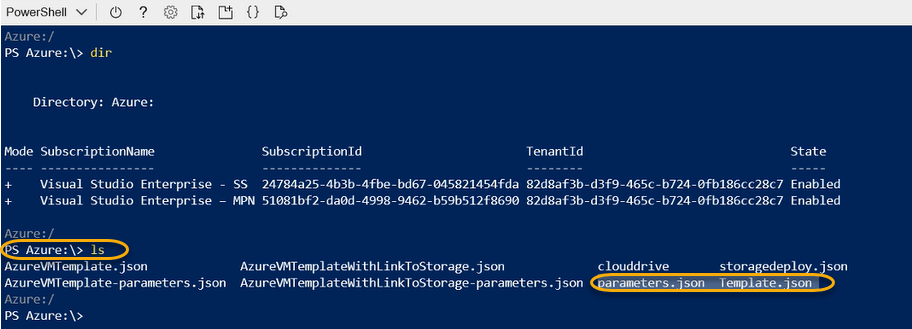 PowerShell ? {}
Azure:/
PS Azure:\> dir
Directory: Azure:
Mode SubscriptionName SubscriptionId TenantId State
---- ---------------- -------------- -------- -----
+ Visual Studio Enterprise - SS 24784a25-4b3b-4fbe-bd67-045821454fda 82d8af3b-d3f9-465c-b724-0fb186cc28c7 Enabled
+ Visual Studio Enterprise – MPN 51081bf2-da0d-4998-9462-b59b512f8690 82d8af3b-d3f9-465c-b724-0fb186cc28c7 Enabled
Azure:/
PS Azure:\> ls
AzureVMTemplate.json AzureVMTemplateWithLinkToStorage.json clouddrive storagedeploy.json
AzureVMTemplate-parameters.json AzureVMTemplateWithLinkToStorage-parameters.json parameters.json Template.json
Azure:/
PS Azure:\>